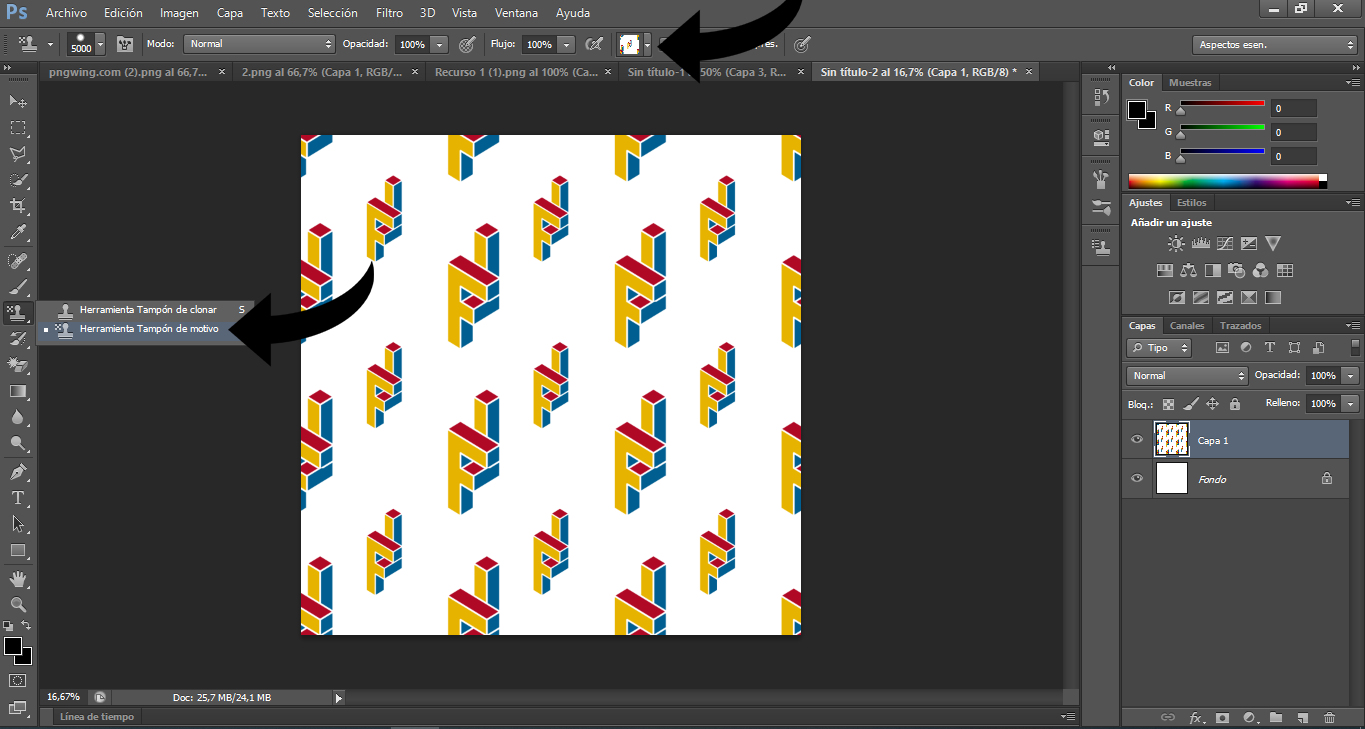 Ps Archivo Edición Imagen Capa Texto Selección Filtro 3D Vista Ventana Ayuda
5000 Modo: Normal Opacidad: 100% Flujo: 100% Aspectos esen.
pngwing.com (2).png al 66,7... × 2.png al 66,7% (Capa 1, RGB/... × Recurso 1 (1).png al 100% (Ca... × Sin título-1 50% (Capa 3, R... × Sin título-2 al 16,7% (Capa 1, RGB/8) * ×
Color Muestras
R 0
G 0
B 0
Ajustes Estilos
Añadir un ajuste
Herramienta Tampón de clonar S
Herramienta Tampón de motivo
Capas Canales Trazados
Tipo
Normal Opacidad: 100%
Bloq.: Relleno: 100%
Capa 1
Fondo
16,67% Doc: 25,7 MB/24,1 MB
Línea de tiempo